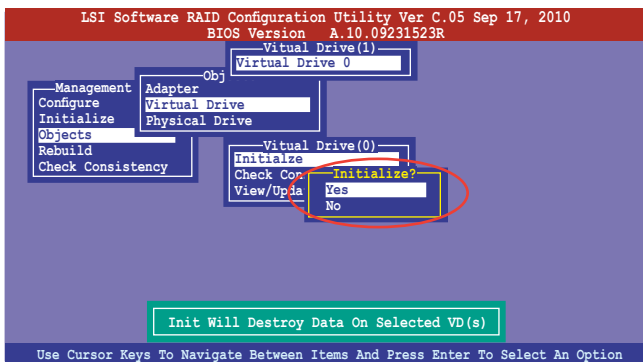 LSI Software RAID Configuration Utility Ver C.05 Sep 17, 2010
BIOS Version A.10.09231523R
Vitual Drive(1)
Virtual Drive 0
Obj
Adapter
Virtual Drive
Physical Drive
Management
Configure
Initialize
Objects
Rebuild
Check Consistency
Vitual Drive(0)
Initialze
Check Con
View/Upda
Initialize?
Yes
No
Init Will Destroy Data On Selected VD(s)
Use Cursor Keys To Navigate Between Items And Press Enter To Select An Option